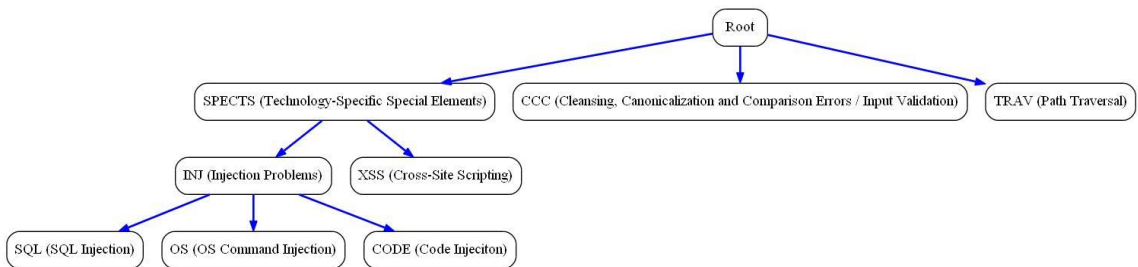 Root
SPECTS (Technology-Specific Special Elements)
CCC (Cleansing, Canonicalization and Comparison Errors / Input Validation)
TRAV (Path Traversal)
INJ (Injection Problems)
XSS (Cross-Site Scripting)
SQL (SQL Injection)
OS (OS Command Injection)
CODE (Code Injeciton)